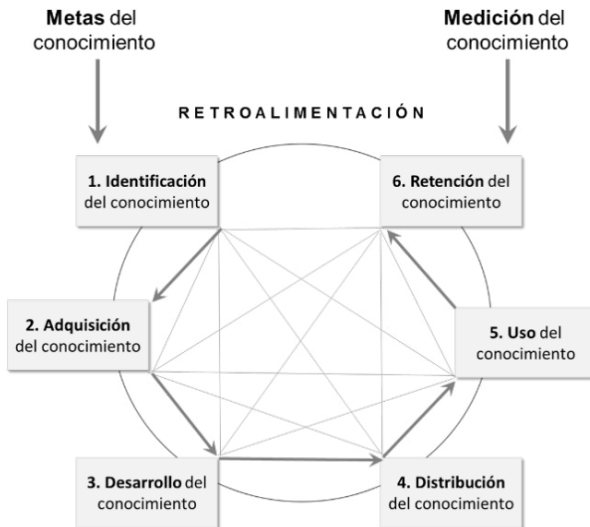 Metas del
conocimiento
Medición del
conocimiento
RETROALIMENTACIÓN
1. Identificación
del conocimiento
6. Retención del
conocimiento
2. Adquisición
del conocimiento
5. Uso del
conocimiento
3. Desarrollo del
conocimiento
4. Distribución
del conocimiento